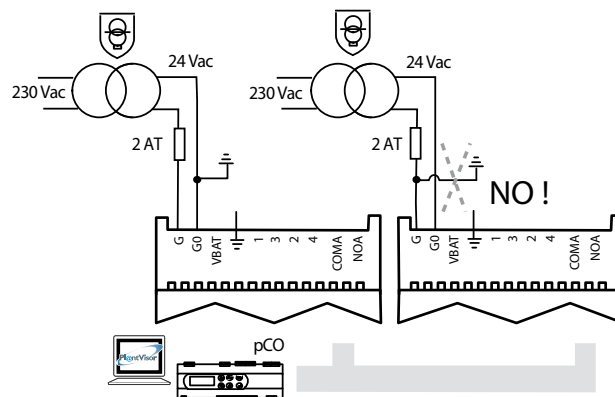 24 Vac
230 Vac
2 AT
G
G0
VBAT
1
3
2
4
COMA
NOA
24 Vac
230 Vac
2 AT
NO !
G
G0
VBAT
1
3
2
4
COMA
NOA
PlantVisor
pCO